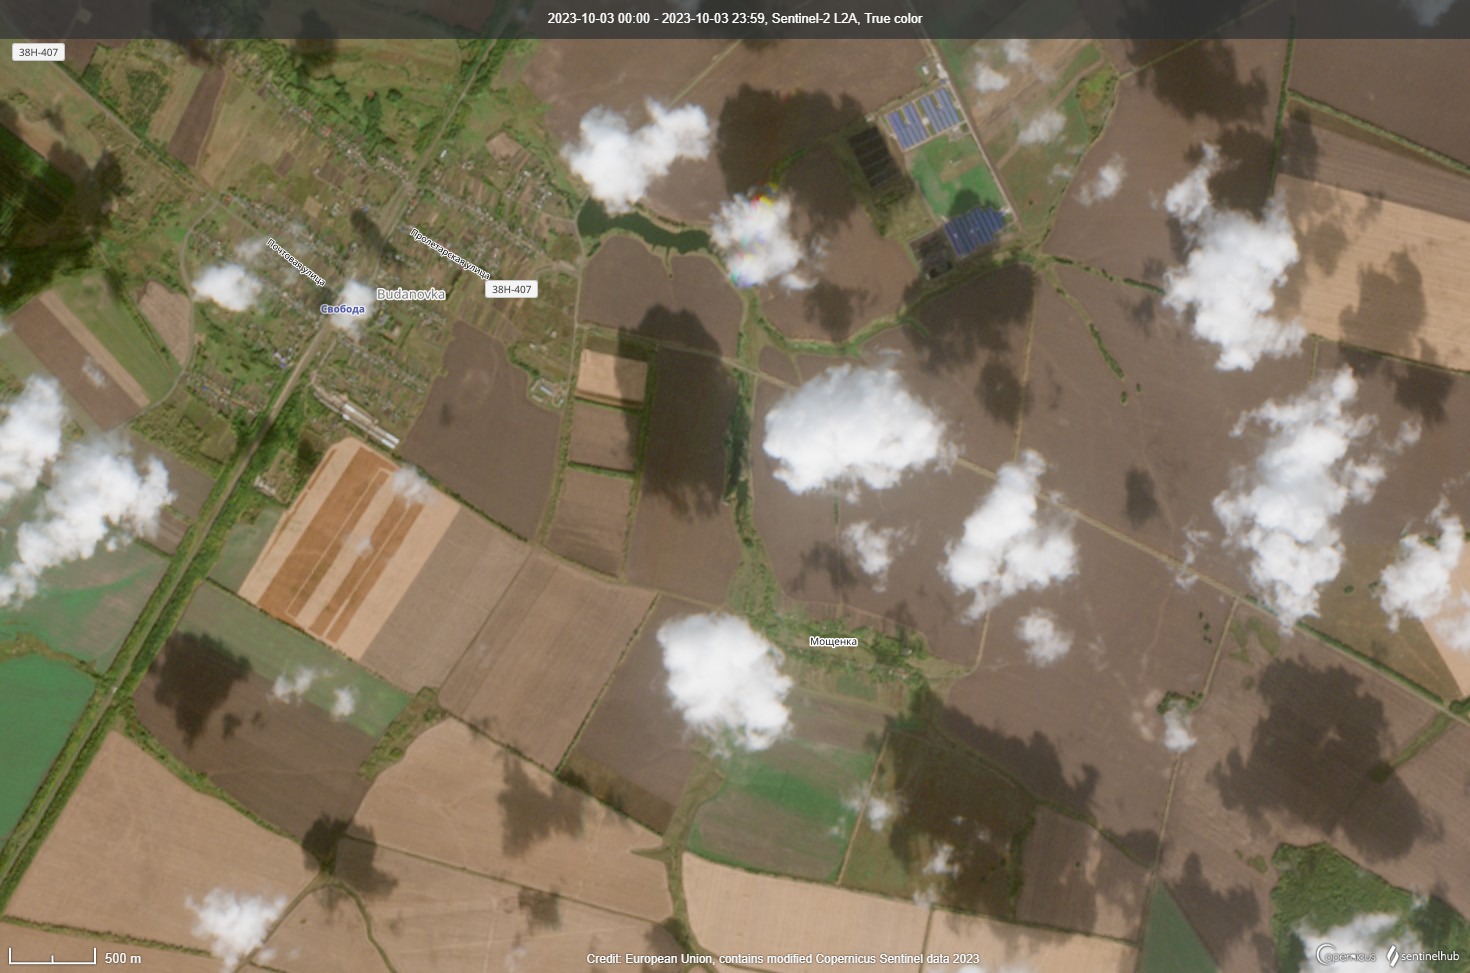 2023-10-03 00:00 - 2023-10-03 23:59, Sentinel-2 L2A, True color
38Н-407
Почтовая улица
Пролетарская улица
38Н-407
Budanovka
Свобода
Мощенка
500 m
Credit: European Union, contains modified Copernicus Sentinel data 2023
Copernicus
sentinelhub